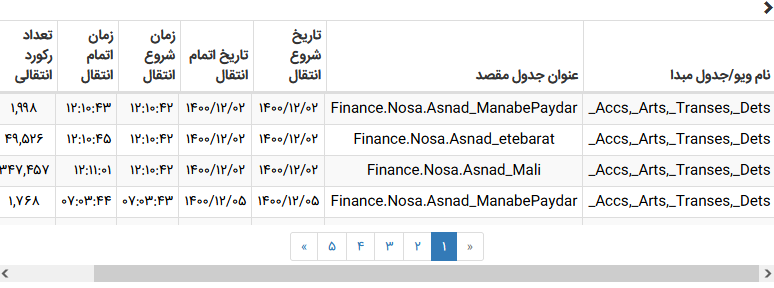 نام ویو/جدول مبدا	عنوان جدول مقصد	تاریخ شروع انتقال	تاریخ اتمام انتقال	زمان شروع انتقال	زمان اتمام انتقال	تعداد رکورد انتقالی
_Accs,_Arts,_Transes,_Dets	Finance.Nosa.Asnad_ManabePaydar	۱۴۰۰/۱۲/۰۲	۱۴۰۰/۱۲/۰۲	۱۲:۱۰:۴۲	۱۲:۱۰:۴۳	۱,۹۹۸
_Accs,_Arts,_Transes,_Dets	Finance.Nosa.Asnad_etebarat	۱۴۰۰/۱۲/۰۲	۱۴۰۰/۱۲/۰۲	۱۲:۱۰:۴۲	۱۲:۱۰:۴۵	۴۹,۵۲۶
_Accs,_Arts,_Transes,_Dets	Finance.Nosa.Asnad_Mali	۱۴۰۰/۱۲/۰۲	۱۴۰۰/۱۲/۰۲	۱۲:۱۰:۴۲	۱۲:۱۱:۰۱	۳۴۷,۴۵۷
_Accs,_Arts,_Transes,_Dets	Finance.Nosa.Asnad_ManabePaydar	۱۴۰۰/۱۲/۰۵	۱۴۰۰/۱۲/۰۵	۰۷:۰۳:۴۳	۰۷:۰۳:۴۴	۱,۷۶۸
« ۱ ۲ ۳ ۴ ۵ »